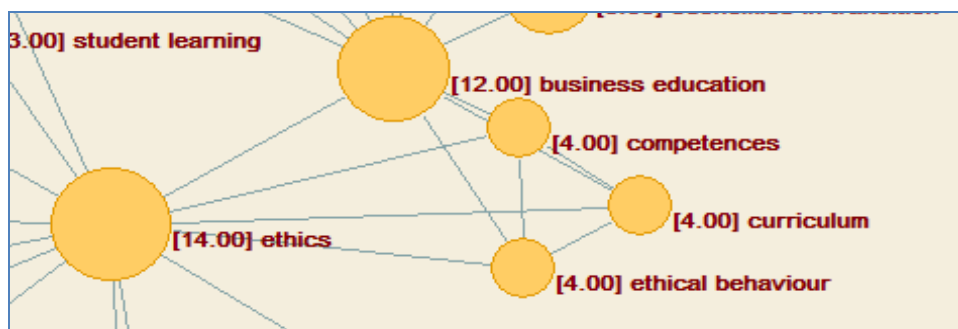 3.00] student learning
[12.00] business education
[4.00] competences
[4.00] curriculum
[14.00] ethics
[4.00] ethical behaviour